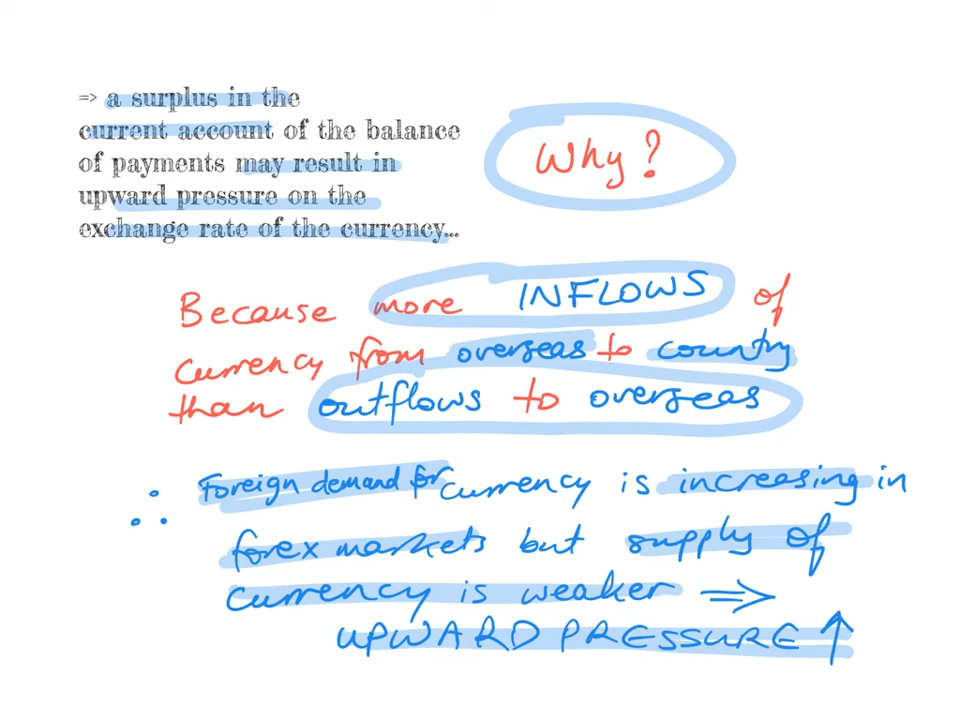 => a surplus in the
current account of the balance
of payments may result in
upward pressure on the
exchange rate of the currency...
Why?
Because more INFLOWS of
currency from overseas to country
than outflows to overseas
∴ Foreign demand for currency is increasing in
forex markets but supply of
currency is weaker ⇒
UPWARD PRESSURE ↑